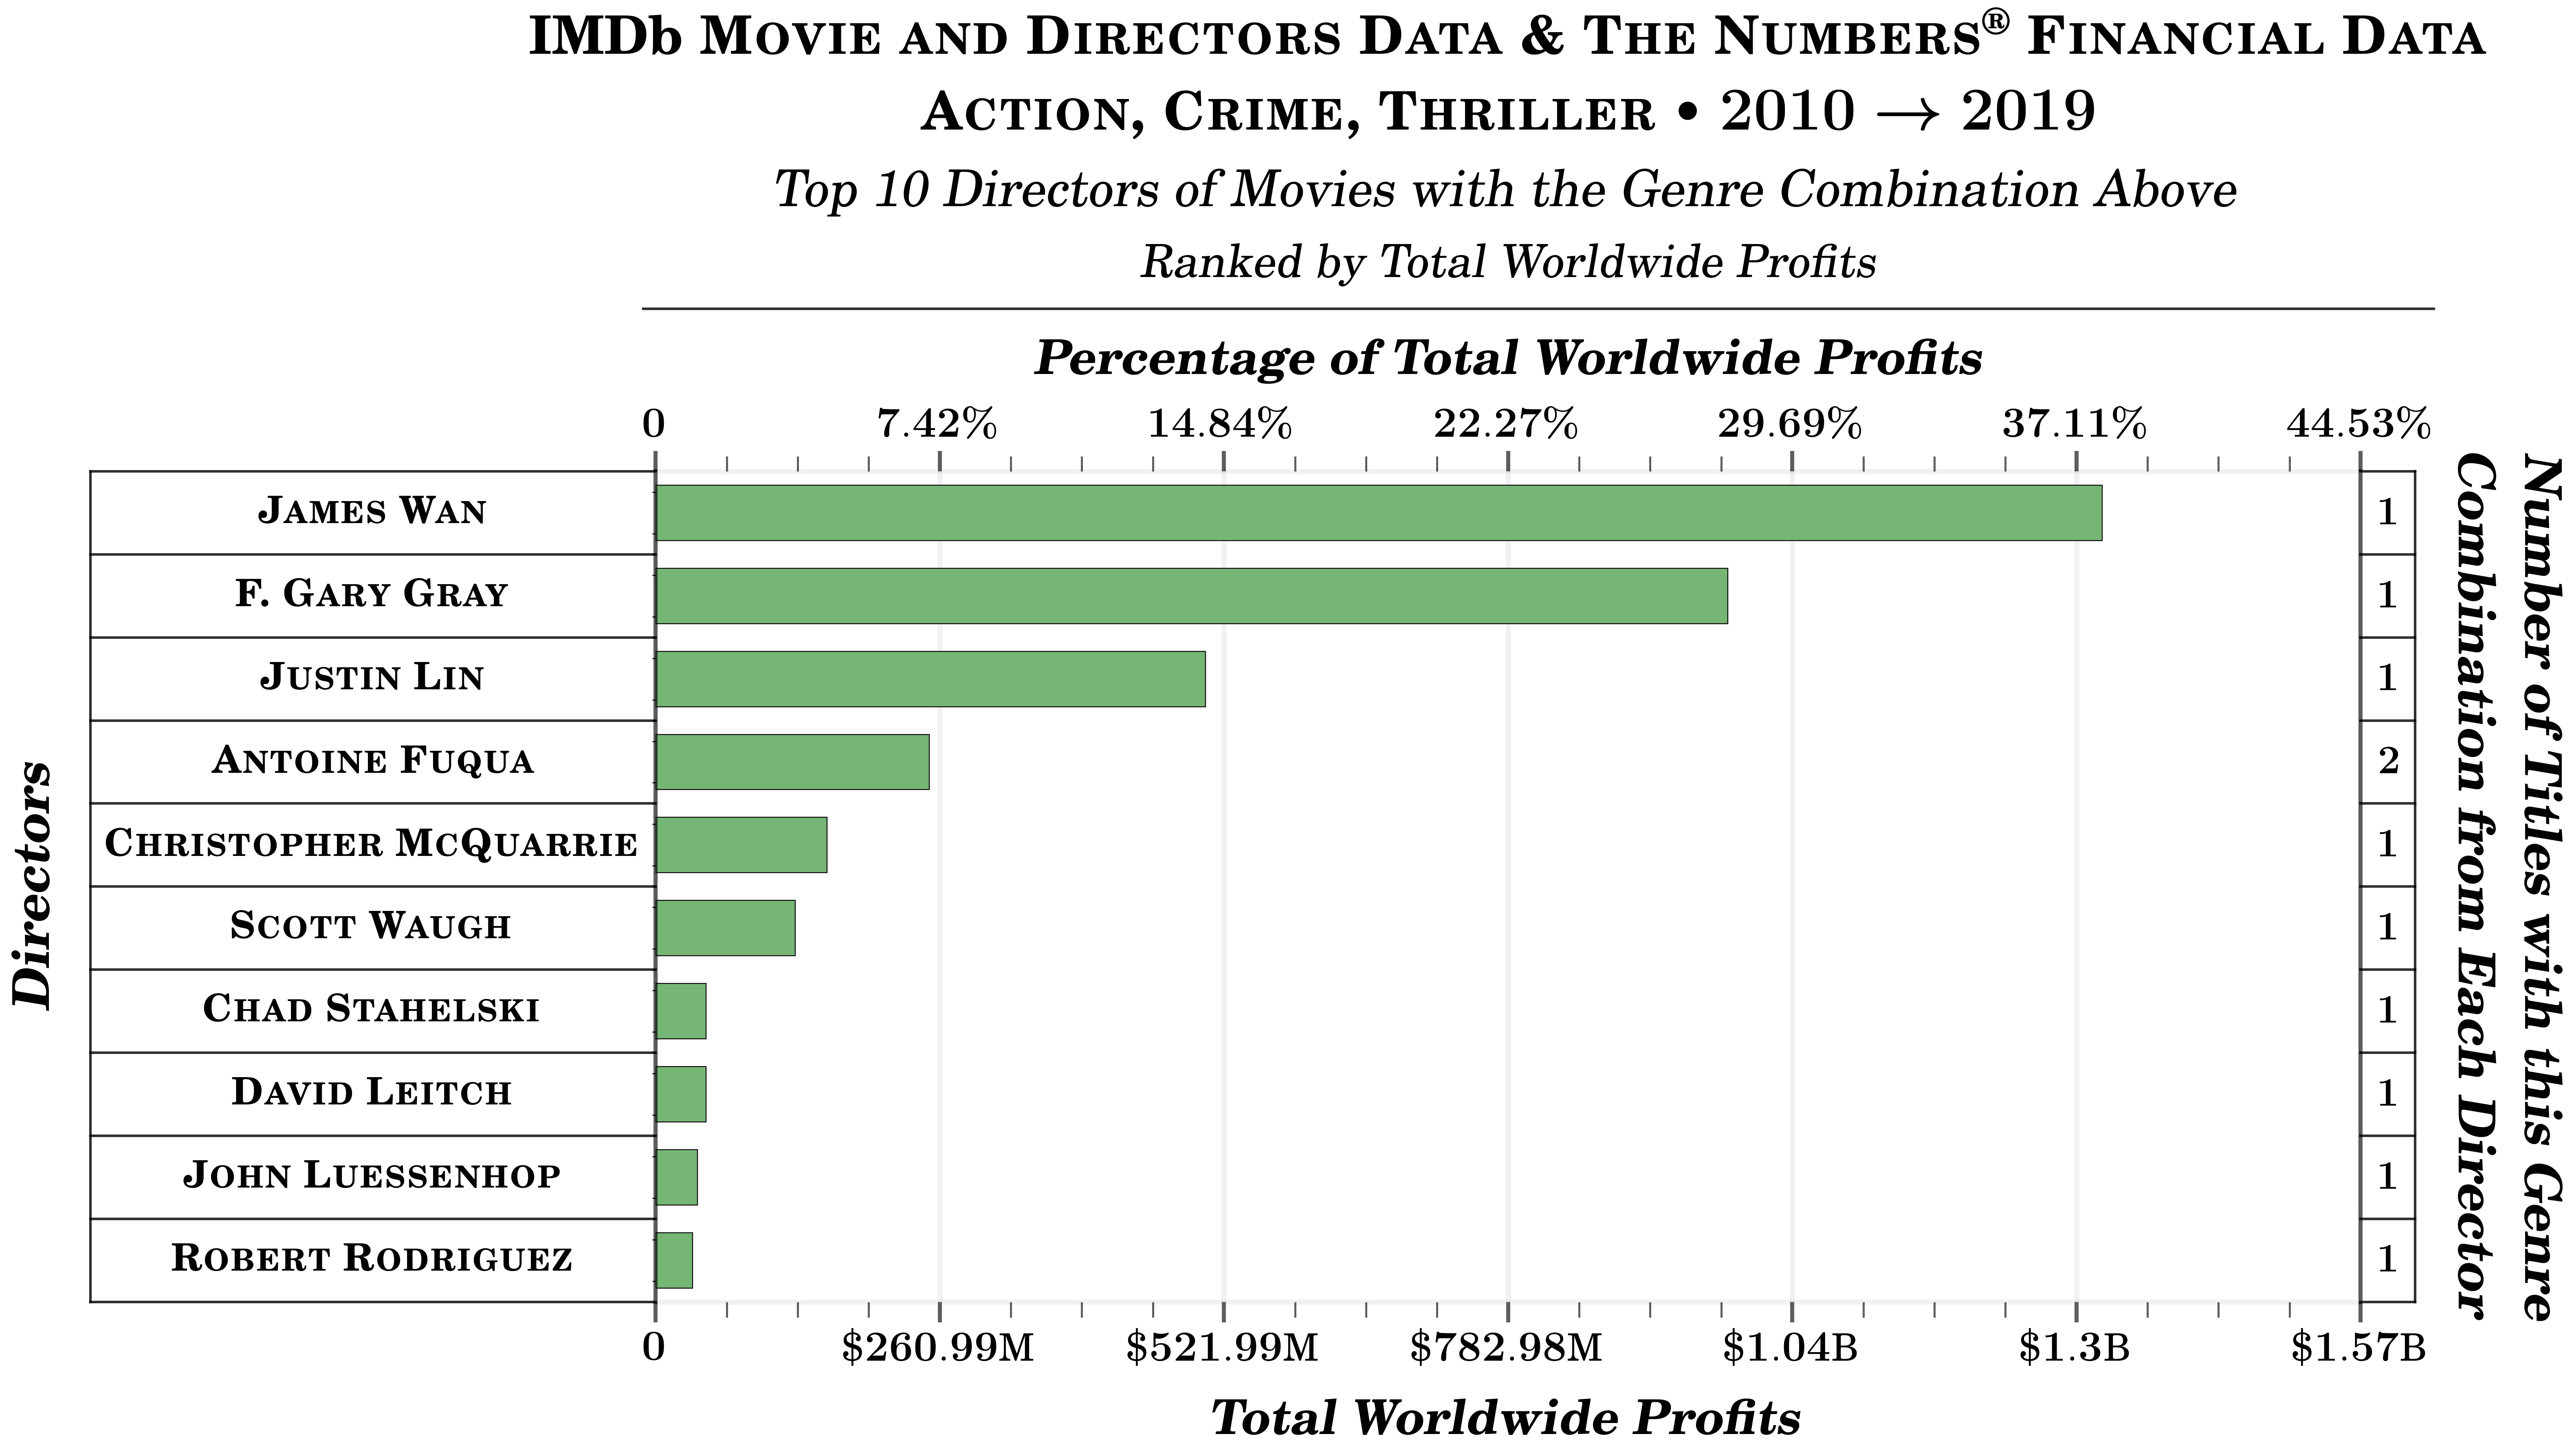 IMDb Movie and Directors Data & The Numbers® Financial Data
Action, Crime, Thriller • 2010 → 2019
Top 10 Directors of Movies with the Genre Combination Above
Ranked by Total Worldwide Profits
Percentage of Total Worldwide Profits
0 7.42% 14.84% 22.27% 29.69% 37.11% 44.53%
Directors
James Wan 1
F. Gary Gray 1
Justin Lin 1
Antoine Fuqua 2
Christopher McQuarrie 1
Scott Waugh 1
Chad Stahelski 1
David Leitch 1
John Luessenhop 1
Robert Rodriguez 1
Number of Titles with this Genre
Combination from Each Director
0 $260.99M $521.99M $782.98M $1.04B $1.3B $1.57B
Total Worldwide Profits